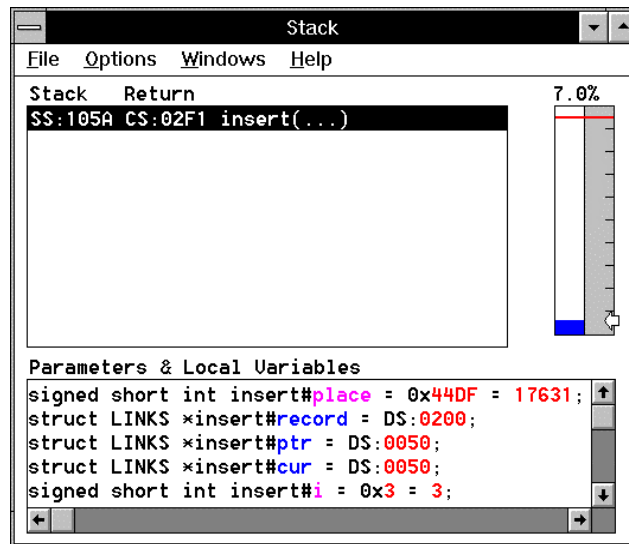 Stack
File Options Windows Help
Stack Return 7.0%
SS:105A CS:02F1 insert(...)
Parameters & Local Variables
signed short int insert#place = 0x44DF = 17631;
struct LINKS *insert#record = DS:0200;
struct LINKS *insert#ptr = DS:0050;
struct LINKS *insert#cur = DS:0050;
signed short int insert#i = 0x3 = 3;